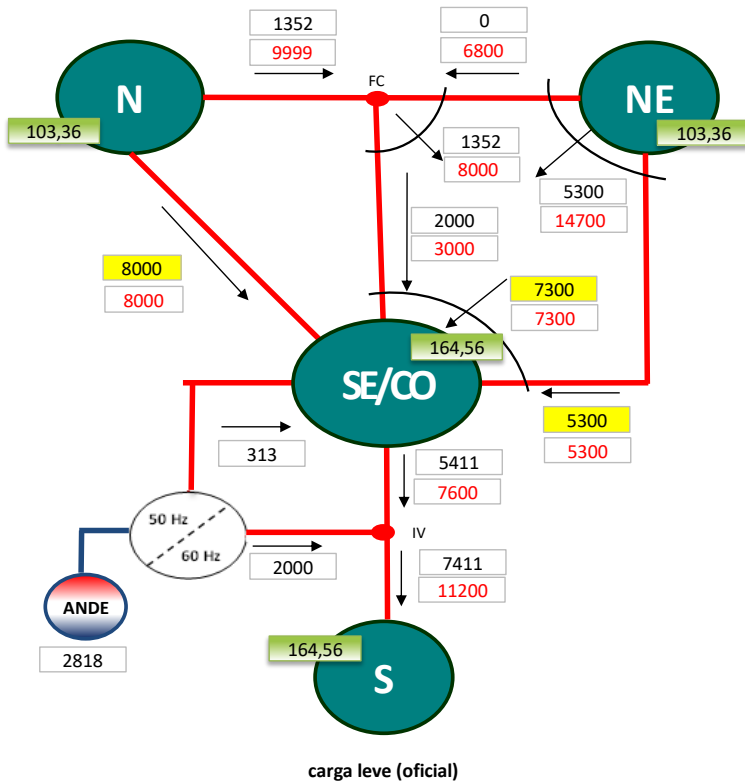 1352
9999
0
6800
FC
N
NE
103,36
103,36
1352
8000
5300
14700
2000
3000
8000
8000
7300
7300
164,56
SE/CO
5300
5300
313
5411
7600
50 Hz
60 Hz
IV
2000
7411
11200
ANDE
2818
164,56
S
carga leve (oficial)